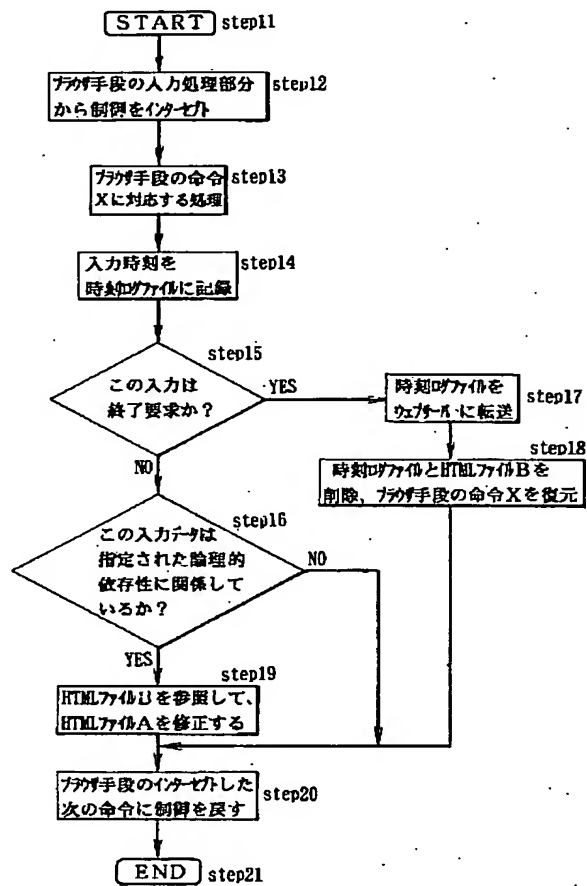 START step11
ブラウザ手段の入力処理部分 step12
から制御をインターセプト
ブラウザ手段の命令 step13
Xに対応する処理
入力時刻を step14
時刻ログファイルに記録
step15
この入力は
終了要求か?
YES
NO
時刻ログファイルを step17
ウェブサーバに転送
step18
時刻ログファイルとHTMLファイルBを
削除、ブラウザ手段の命令Xを復元
step16
この入力データは
指定された論理的
依存性に関係して
いるか?
NO
YES
step19
HTMLファイルBを参照して、
HTMLファイルAを修正する
ブラウザ手段のインターセプトした step20
次の命令に制御を戻す
END step21